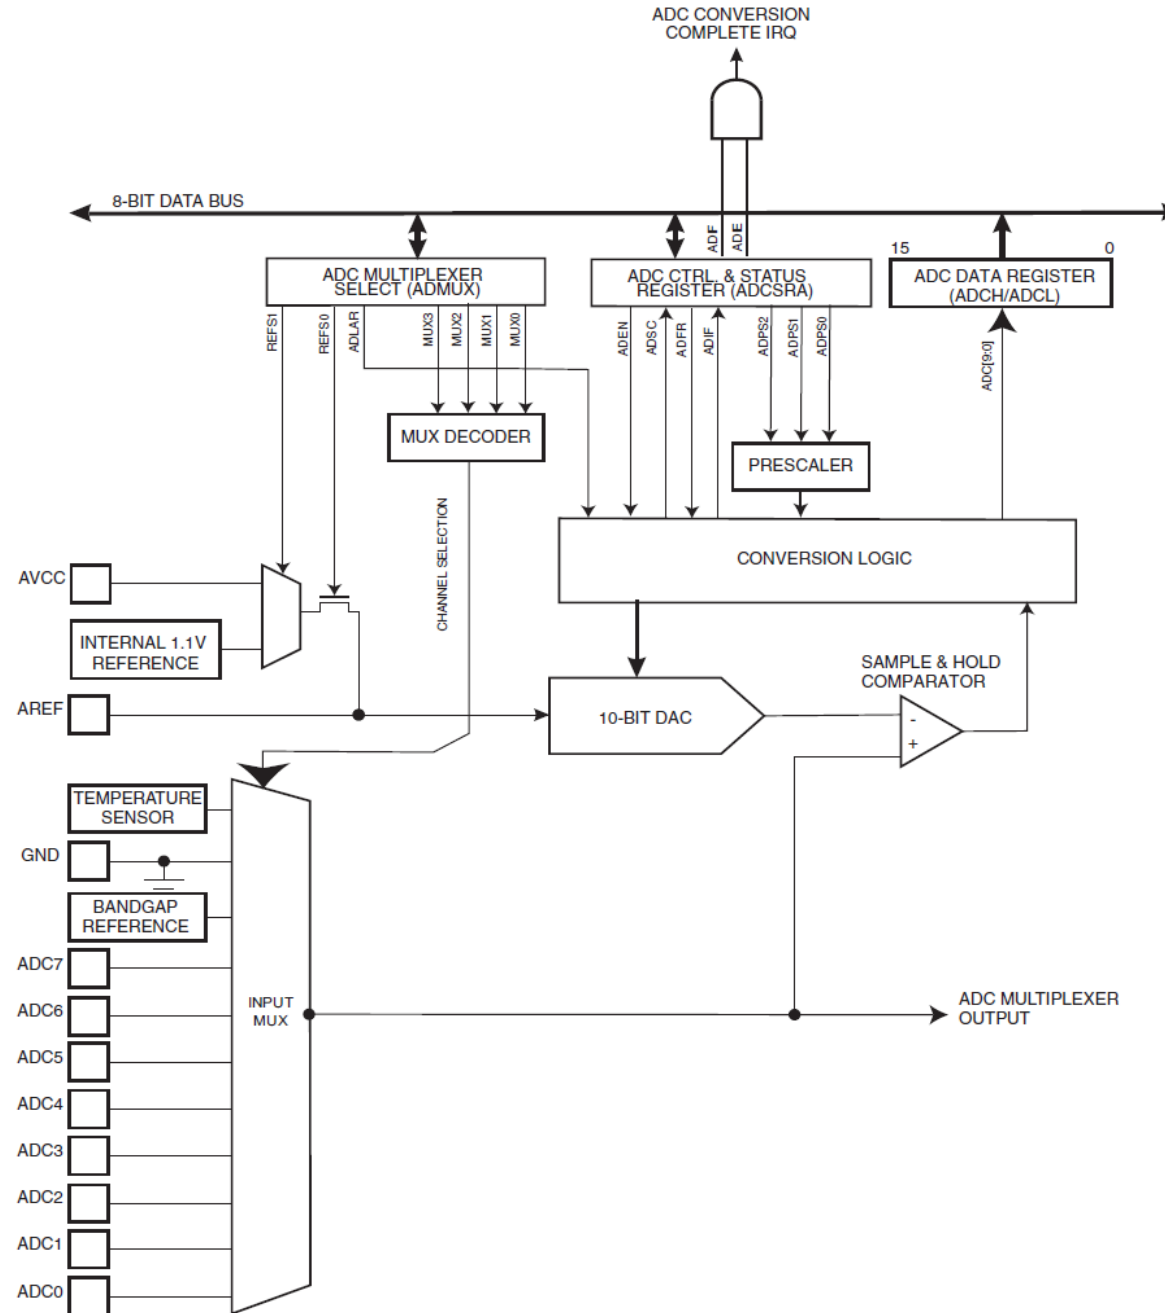 ADC CONVERSION
COMPLETE IRQ
8-BIT DATA BUS
ADIF
ADIE
15
0
ADC MULTIPLEXER
SELECT (ADMUX)
ADC CTRL. & STATUS
REGISTER (ADCSRA)
ADC DATA REGISTER
(ADCH/ADCL)
REFS1
REFS0
ADLAR
MUX3
MUX2
MUX1
MUX0
ADEN
ADSC
ADFR
ADIF
ADPS2
ADPS1
ADPS0
ADC[9:0]
MUX DECODER
PRESCALER
CHANNEL SELECTION
CONVERSION LOGIC
AVCC
INTERNAL 1.1V
REFERENCE
AREF
SAMPLE & HOLD
COMPARATOR
10-BIT DAC
-
+
TEMPERATURE
SENSOR
GND
BANDGAP
REFERENCE
ADC7
ADC6
ADC5
ADC4
ADC3
ADC2
ADC1
ADC0
INPUT
MUX
ADC MULTIPLEXER
OUTPUT